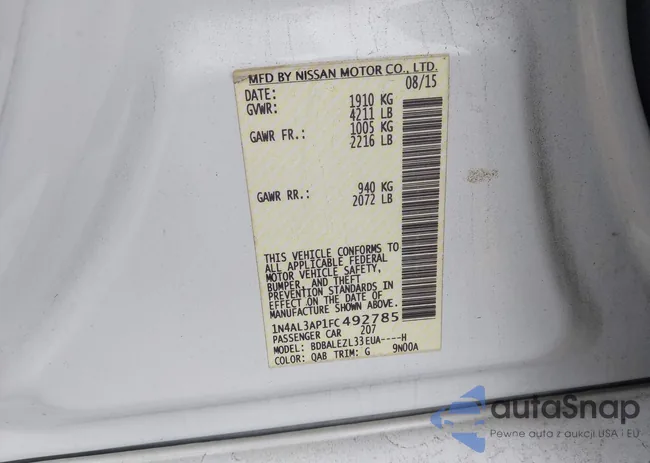 MFD BY NISSAN MOTOR CO., LTD.
DATE: 08/15
GVWR: 1910 KG
4211 LB
GAWR FR.: 1005 KG
2216 LB
GAWR RR.: 940 KG
2072 LB
THIS VEHICLE CONFORMS TO
ALL APPLICABLE FEDERAL
MOTOR VEHICLE SAFETY,
BUMPER, AND THEFT
PREVENTION STANDARDS IN
EFFECT ON THE DATE OF
MANUFACTURE SHOWN ABOVE.
1N4AL3AP1FC492785
PASSENGER CAR 207
MODEL: BDBALEZL33EUA----H
COLOR: QAB TRIM: G 9N00A
autaSnap
Pewne auta z aukcji USA i EU